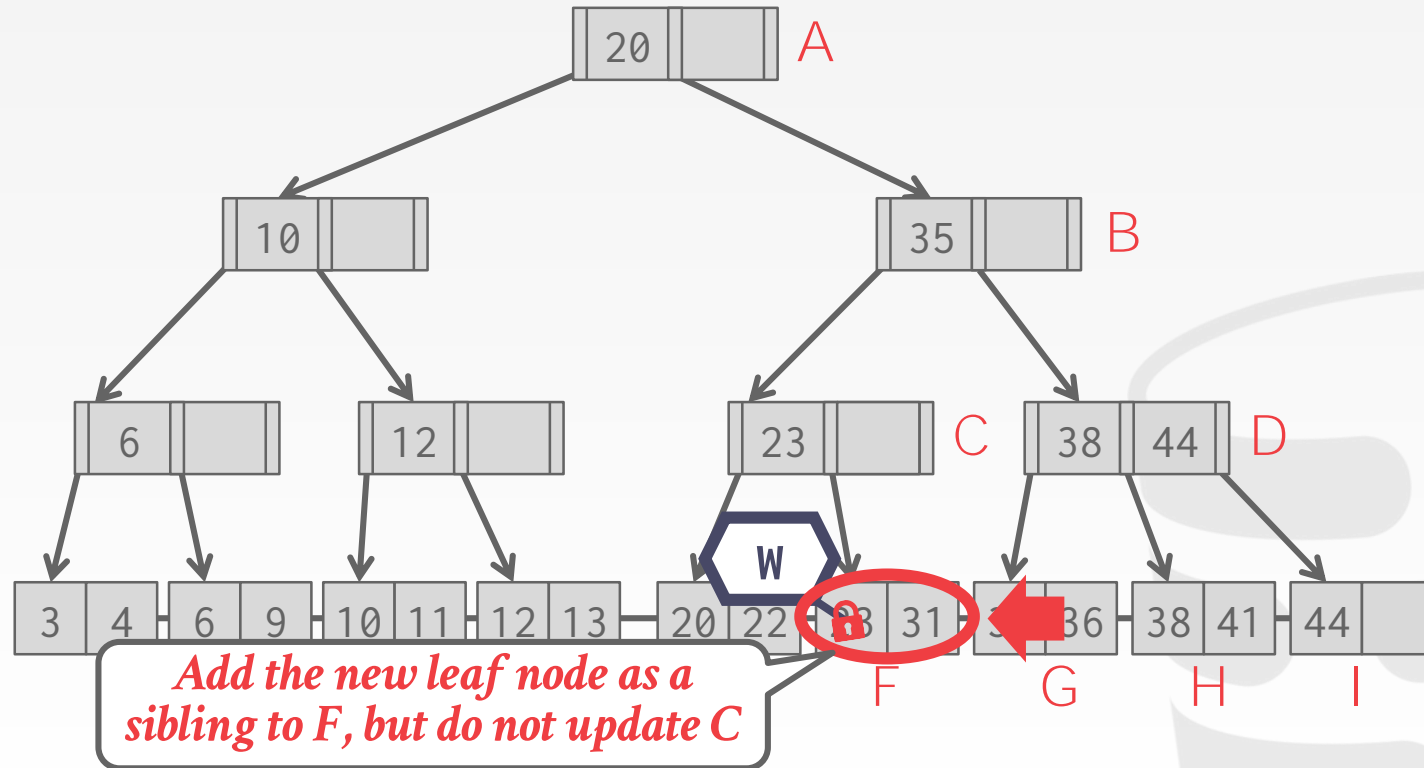 20 A
10
35 B
6
12
23 C
38 44 D
W
3 4 6 9 10 11 12 13 20 22 31 36 38 41 44
Add the new leaf node as a
sibling to F, but do not update C
F G H I